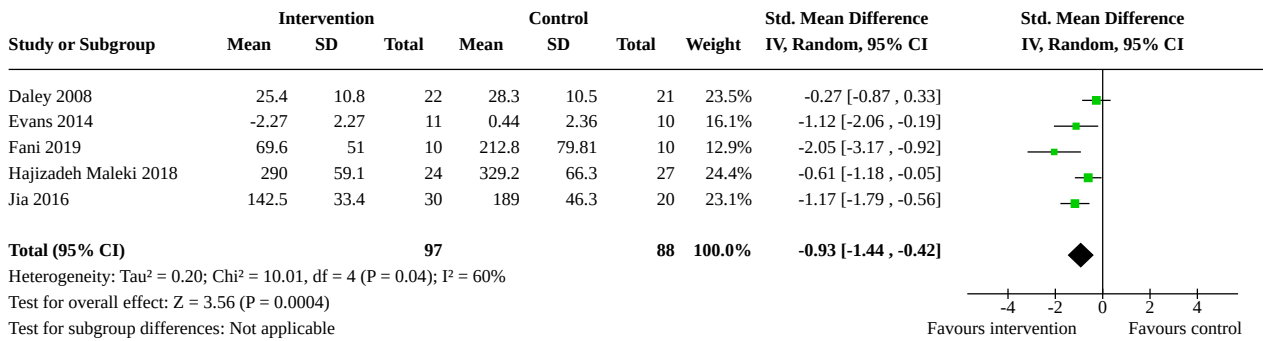 Intervention Control Std. Mean Difference Std. Mean Difference
Study or Subgroup Mean SD Total Mean SD Total Weight IV, Random, 95% CI IV, Random, 95% CI
Daley 2008 25.4 10.8 22 28.3 10.5 21 23.5% -0.27 [-0.87 , 0.33]
Evans 2014 -2.27 2.27 11 0.44 2.36 10 16.1% -1.12 [-2.06 , -0.19]
Fani 2019 69.6 51 10 212.8 79.81 10 12.9% -2.05 [-3.17 , -0.92]
Hajizadeh Maleki 2018 290 59.1 24 329.2 66.3 27 24.4% -0.61 [-1.18 , -0.05]
Jia 2016 142.5 33.4 30 189 46.3 20 23.1% -1.17 [-1.79 , -0.56]
Total (95% CI) 97 88 100.0% -0.93 [-1.44 , -0.42]
Heterogeneity: Tau² = 0.20; Chi² = 10.01, df = 4 (P = 0.04); I² = 60%
Test for overall effect: Z = 3.56 (P = 0.0004)
-4 -2 0 2 4
Test for subgroup differences: Not applicable
Favours intervention Favours control